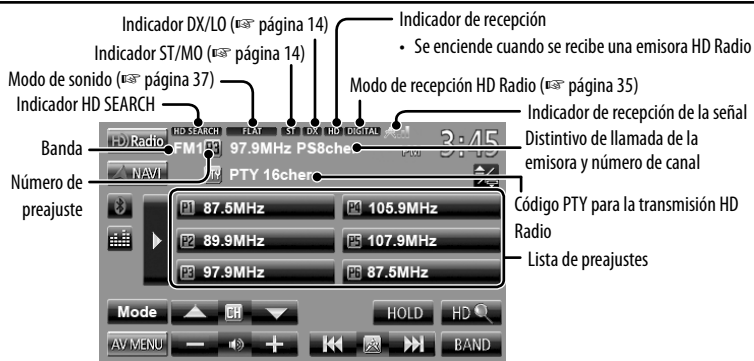 Indicador DX/LO (☞ página 14)
Indicador de recepción
• Se enciende cuando se recibe una emisora HD Radio
Indicador ST/MO (☞ página 14)
Modo de sonido (☞ página 37)
Modo de recepción HD Radio (☞ página 35)
Indicador HD SEARCH
Indicador de recepción de la señal
HD SEARCH FLAT ST DX HD DIGITAL
HD Radio
Banda
FM1 P3 97.9MHz PS8cher
PM 3:45
Distintivo de llamada de la
emisora y número de canal
NAVI
PTY 16cher
Número de
preajuste
Código PTY para la transmisión HD
Radio
P1 87.5MHz
P4 105.9MHz
P2 89.9MHz
P5 107.9MHz
Lista de preajustes
P3 97.9MHz
P6 87.5MHz
Mode
CH
HOLD
HD
AV MENU
BAND